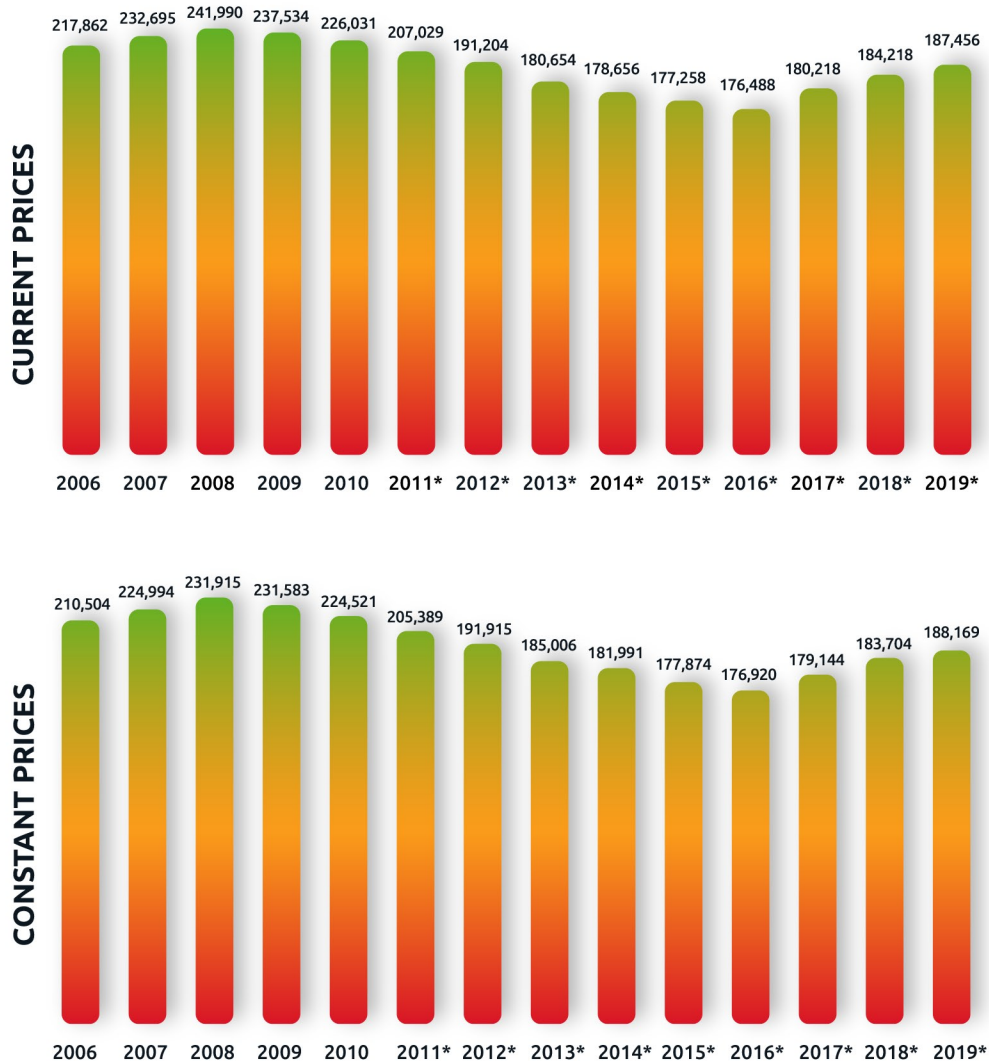 217,862 232,695 241,990 237,534 226,031 207,029 191,204 180,654 178,656 177,258 176,488 180,218 184,218 187,456
CURRENT PRICES
2006 2007 2008 2009 2010 2011* 2012* 2013* 2014* 2015* 2016* 2017* 2018* 2019*
210,504 224,994 231,915 231,583 224,521 205,389 191,915 185,006 181,991 177,874 176,920 179,144 183,704 188,169
CONSTANT PRICES
2006 2007 2008 2009 2010 2011* 2012* 2013* 2014* 2015* 2016* 2017* 2018* 2019*